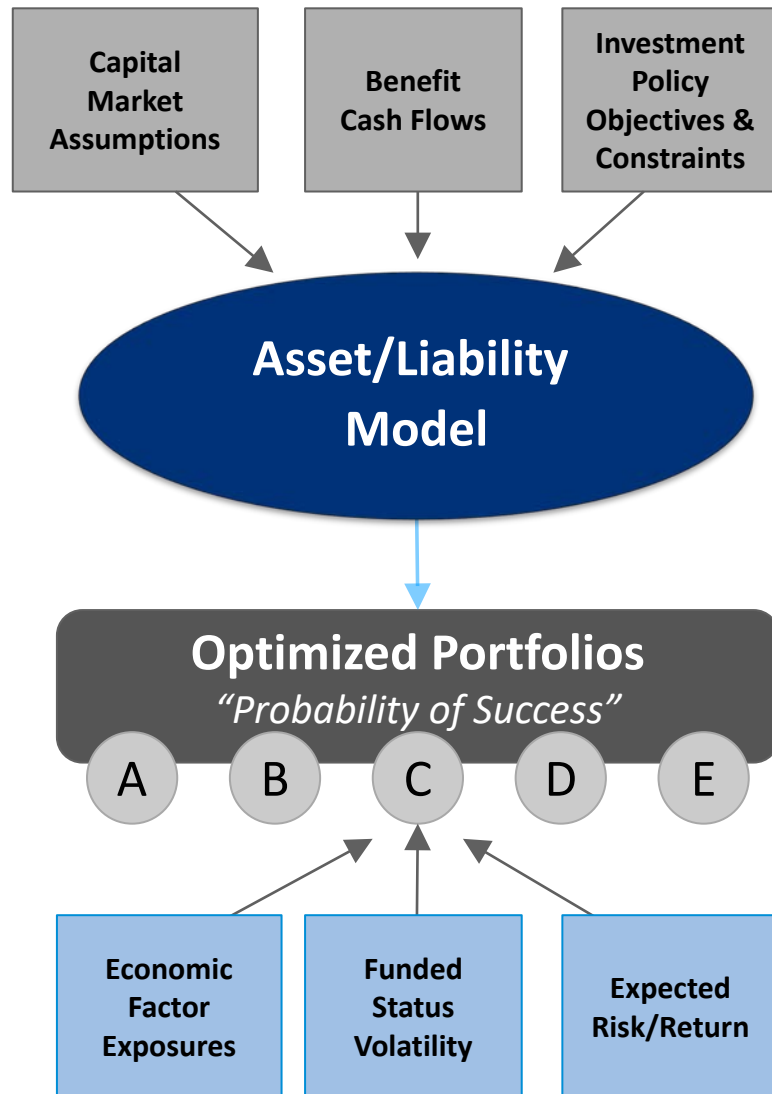 Capital
Market
Assumptions
Benefit
Cash Flows
Investment
Policy
Objectives &
Constraints
Asset/Liability
Model
Optimized Portfolios
“Probability of Success”
A
B
C
D
E
Economic
Factor
Exposures
Funded
Status
Volatility
Expected
Risk/Return